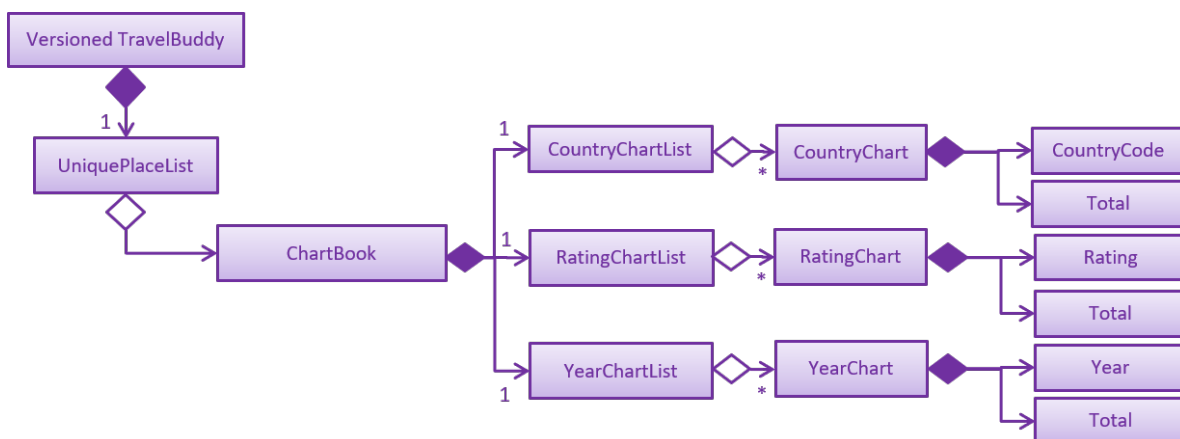 Versioned TravelBuddy
1
UniquePlaceList
ChartBook
1
CountryChartList
*
CountryChart
CountryCode
Total
1
RatingChartList
*
RatingChart
Rating
Total
1
YearChartList
*
YearChart
Year
Total